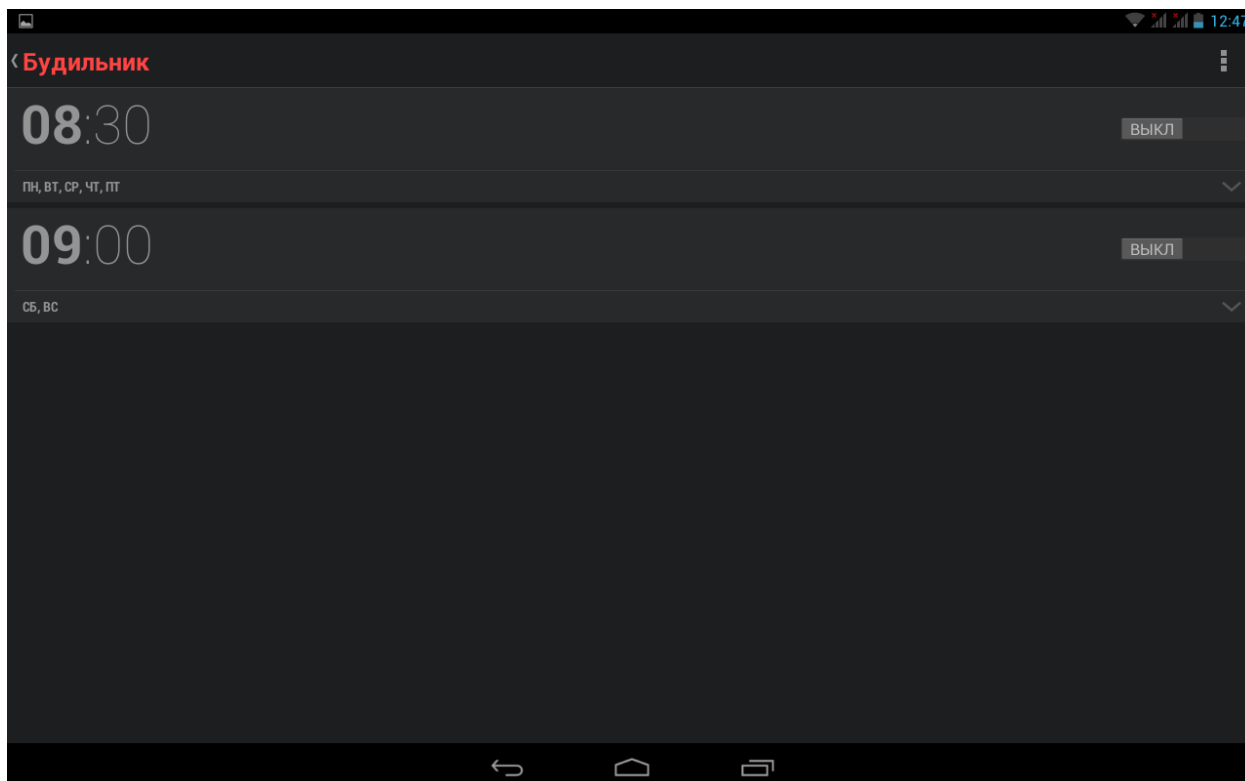 12:47
Будильник
08:30
ВЫКЛ
ПН, ВТ, СР, ЧТ, ПТ
09:00
ВЫКЛ
СБ, ВС